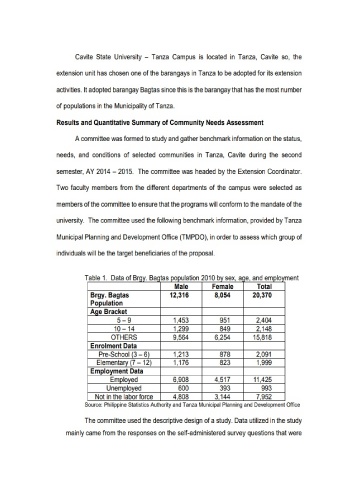 Cavite State University – Tanza Campus is located in Tanza, Cavite so, the
extension unit has chosen one of the barangays in Tanza to be adopted for its extension
activities. It adopted barangay Bagtas since this is the barangay that has the most number
of populations in the Municipality of Tanza.
Results and Quantitative Summary of Community Needs Assessment
A committee was formed to study and gather benchmark information on the status,
needs, and conditions of selected communities in Tanza, Cavite during the second
semester, AY 2014 – 2015. The committee was headed by the Extension Coordinator.
Two faculty members from the different departments of the campus were selected as
members of the committee to ensure that the programs will conform to the mandate of the
university. The committee used the following benchmark information, provided by Tanza
Municipal Planning and Development Office (TMPDO), in order to assess which group of
individuals will be the target beneficiaries of the proposal.
Table 1. Data of Brgy. Bagtas population 2010 by sex, age, and employment
Male Female Total
Brgy. Bagtas 12,316 8,054 20,370
Population
Age Bracket
5 – 9 1,453 951 2,404
10 – 14 1,299 849 2,148
OTHERS 9,564 6,254 15,818
Enrolment Data
Pre-School (3 – 6) 1,213 878 2,091
Elementary (7 – 12) 1,176 823 1,999
Employment Data
Employed 6,908 4,517 11,425
Unemployed 600 393 993
Not in the labor force 4,808 3,144 7,952
Source: Philippine Statistics Authority and Tanza Municipal Planning and Development Office
The committee used the descriptive design of a study. Data utilized in the study
mainly came from the responses on the self-administered survey questions that were